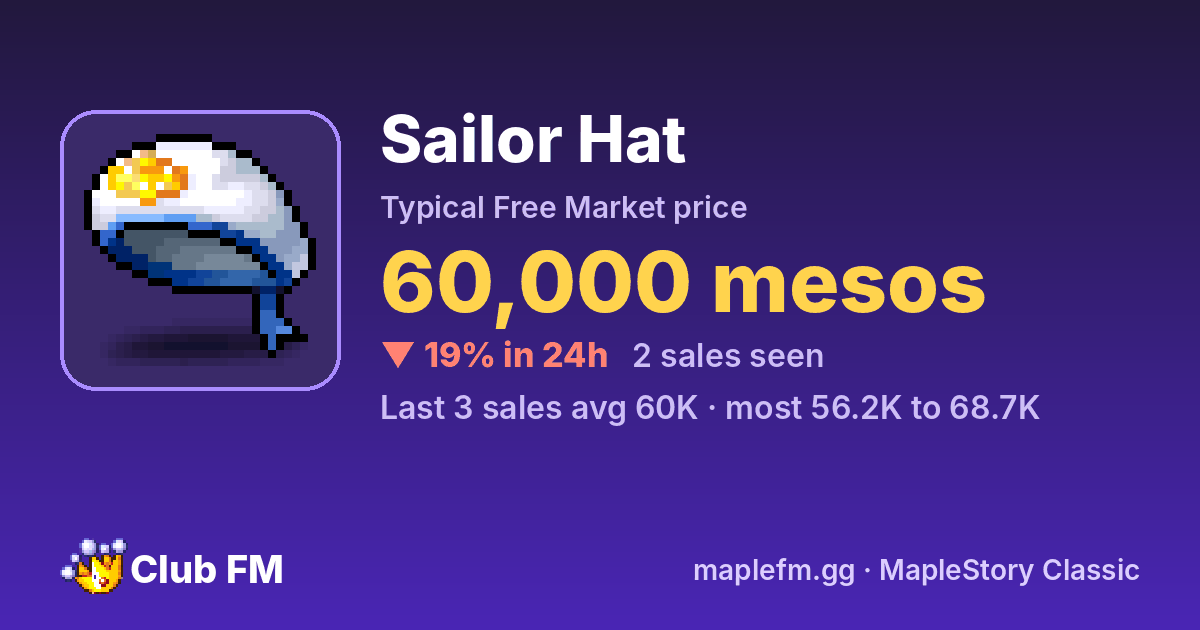 Sailor Hat
Typical Free Market price
60,000 mesos
▼ 19% in 24h 2 sales seen
Last 3 sales avg 60K · most 56.2K to 68.7K
Club FM
maplefm.gg · MapleStory Classic